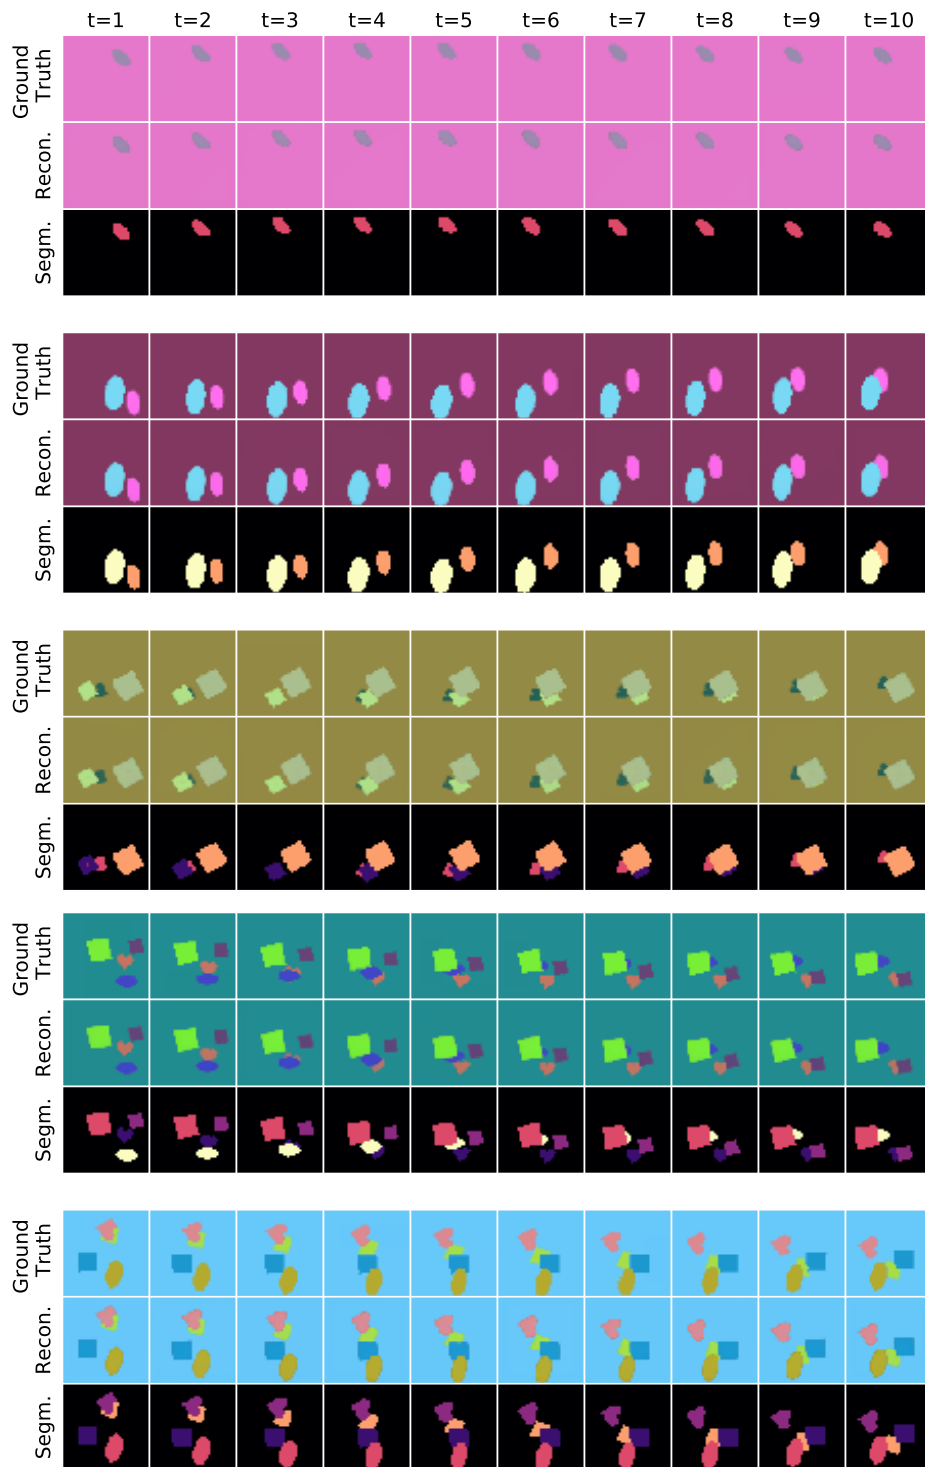 t=1 t=2 t=3 t=4 t=5 t=6 t=7 t=8 t=9 t=10
Ground
Truth
Recon.
Segm.
Ground
Truth
Recon.
Segm.
Ground
Truth
Recon.
Segm.
Ground
Truth
Recon.
Segm.
Ground
Truth
Recon.
Segm.